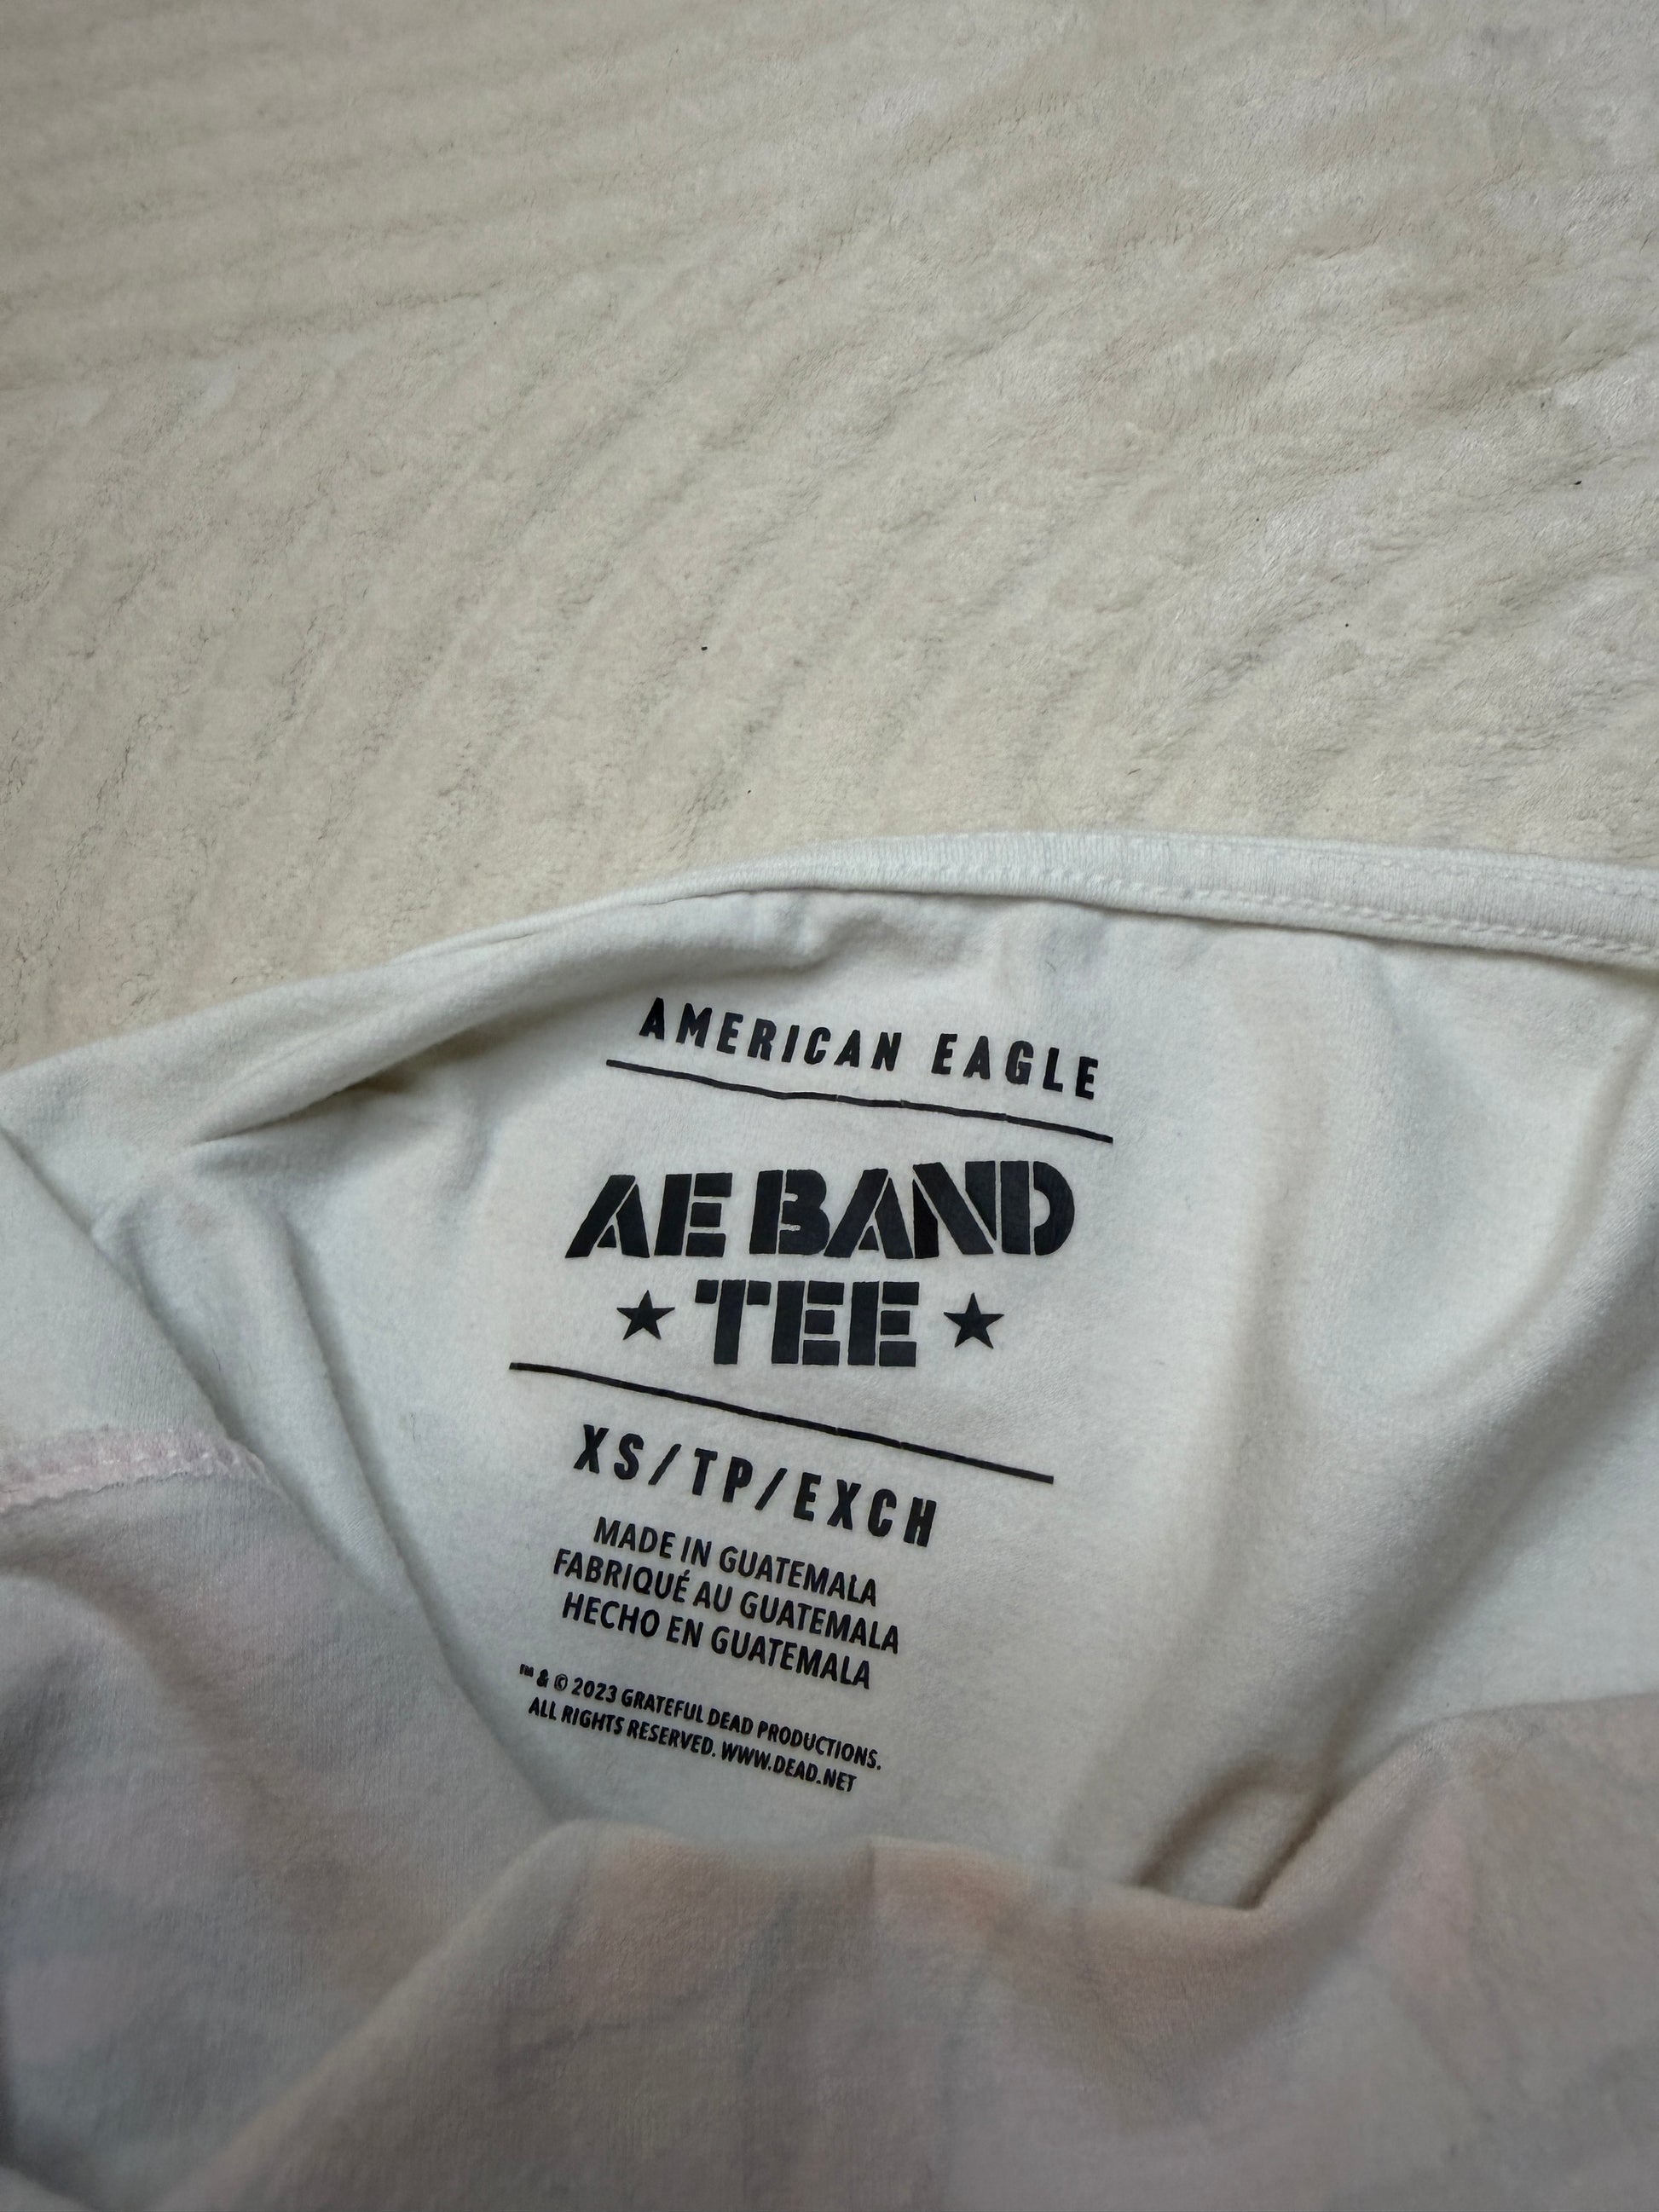 AMERICAN EAGLE
AE BAND
★ TEE ★
XS/TP/EXCH
MADE IN GUATEMALA
FABRIQUÉ AU GUATEMALA
HECHO EN GUATEMALA
™ & © 2023 GRATEFUL DEAD PRODUCTIONS.
ALL RIGHTS RESERVED. WWW.DEAD.NET